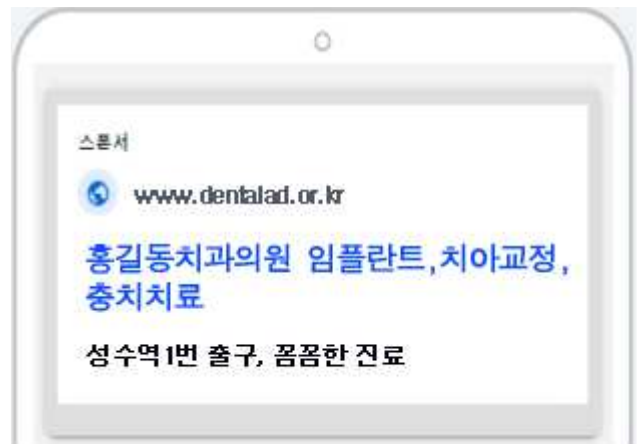 스폰서
www.dentalad.or.kr
홍길동치과의원 임플란트,치아교정,
충치치료
성수역1번 출구, 꼼꼼한 진료